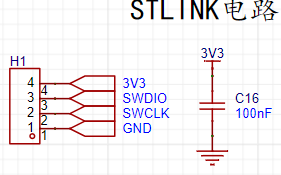 STLINK电路
H1
3V3
4
4
3V3
3
3
SWDIO
2
2
SWCLK
1
1
GND
C16
100nF